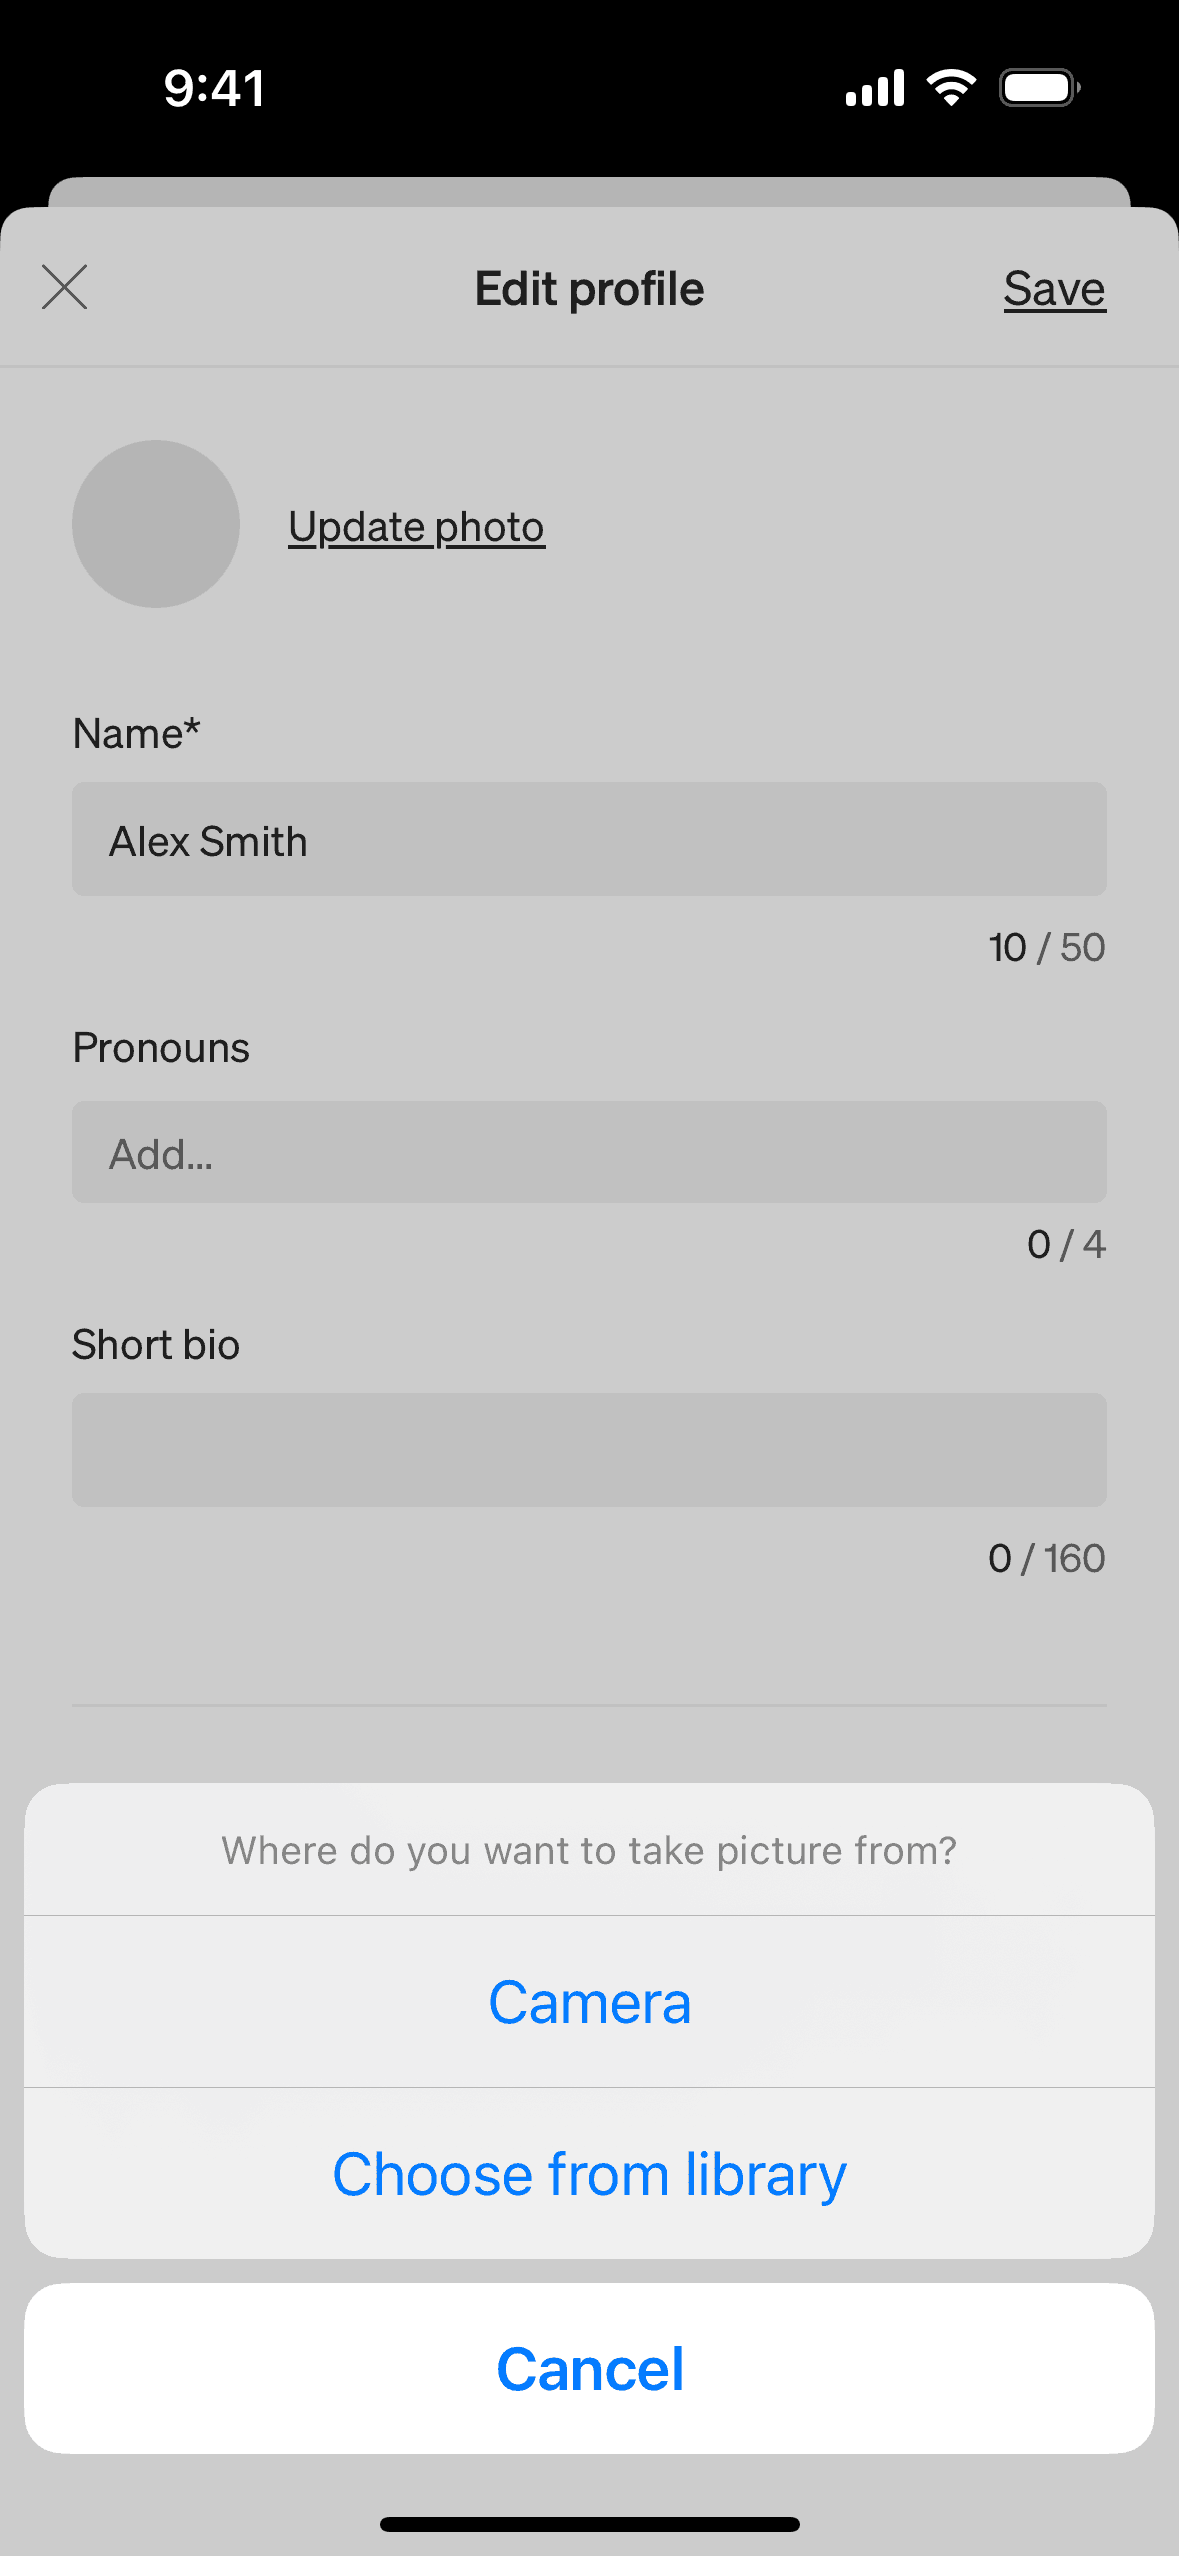 9:41
Edit profile
Save
Update photo
Name*
Alex Smith
10 / 50
Pronouns
Add...
0 / 4
Short bio
0 / 160
Where do you want to take picture from?
Camera
Choose from library
Cancel